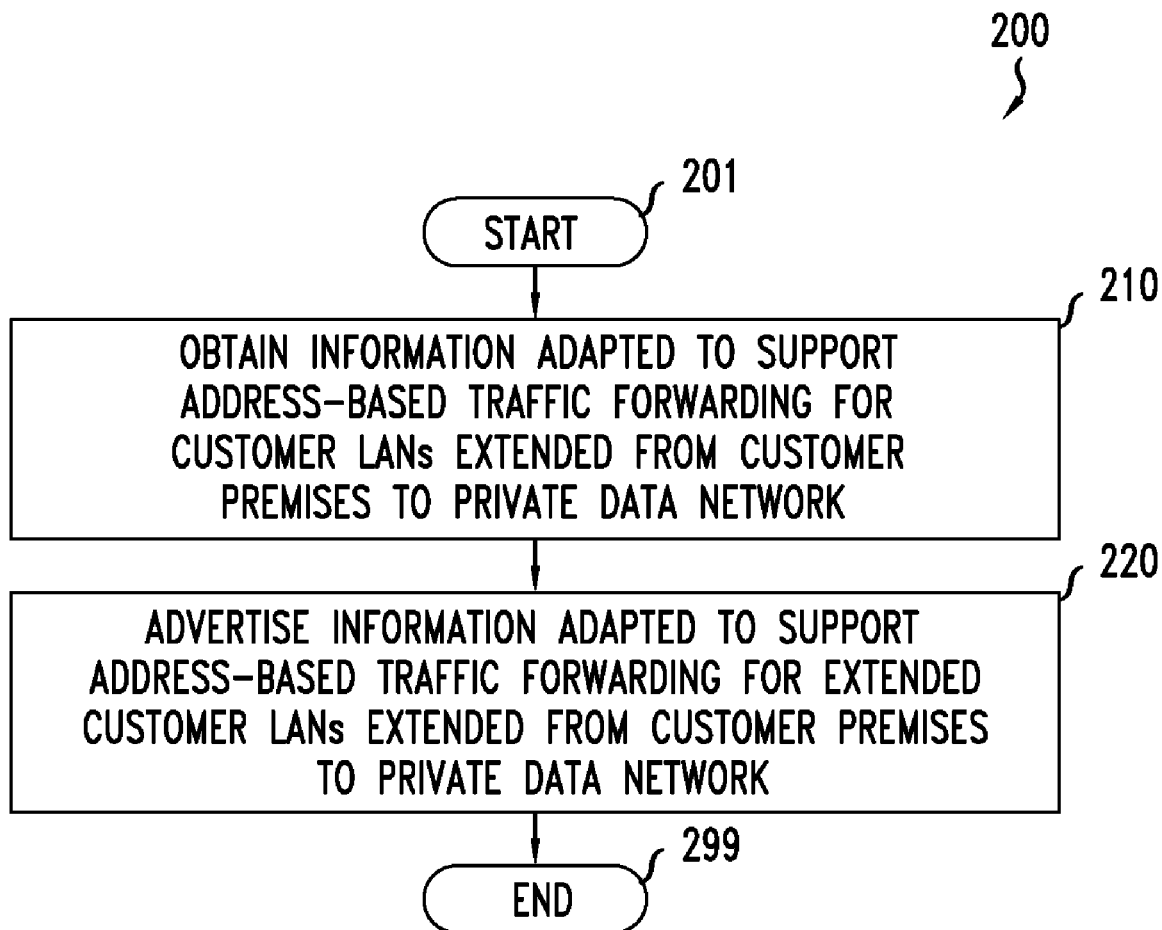 200
201
START
210
OBTAIN INFORMATION ADAPTED TO SUPPORT
ADDRESS-BASED TRAFFIC FORWARDING FOR
CUSTOMER LANs EXTENDED FROM CUSTOMER
PREMISES TO PRIVATE DATA NETWORK
220
ADVERTISE INFORMATION ADAPTED TO SUPPORT
ADDRESS-BASED TRAFFIC FORWARDING FOR EXTENDED
CUSTOMER LANs EXTENDED FROM CUSTOMER PREMISES
TO PRIVATE DATA NETWORK
299
END